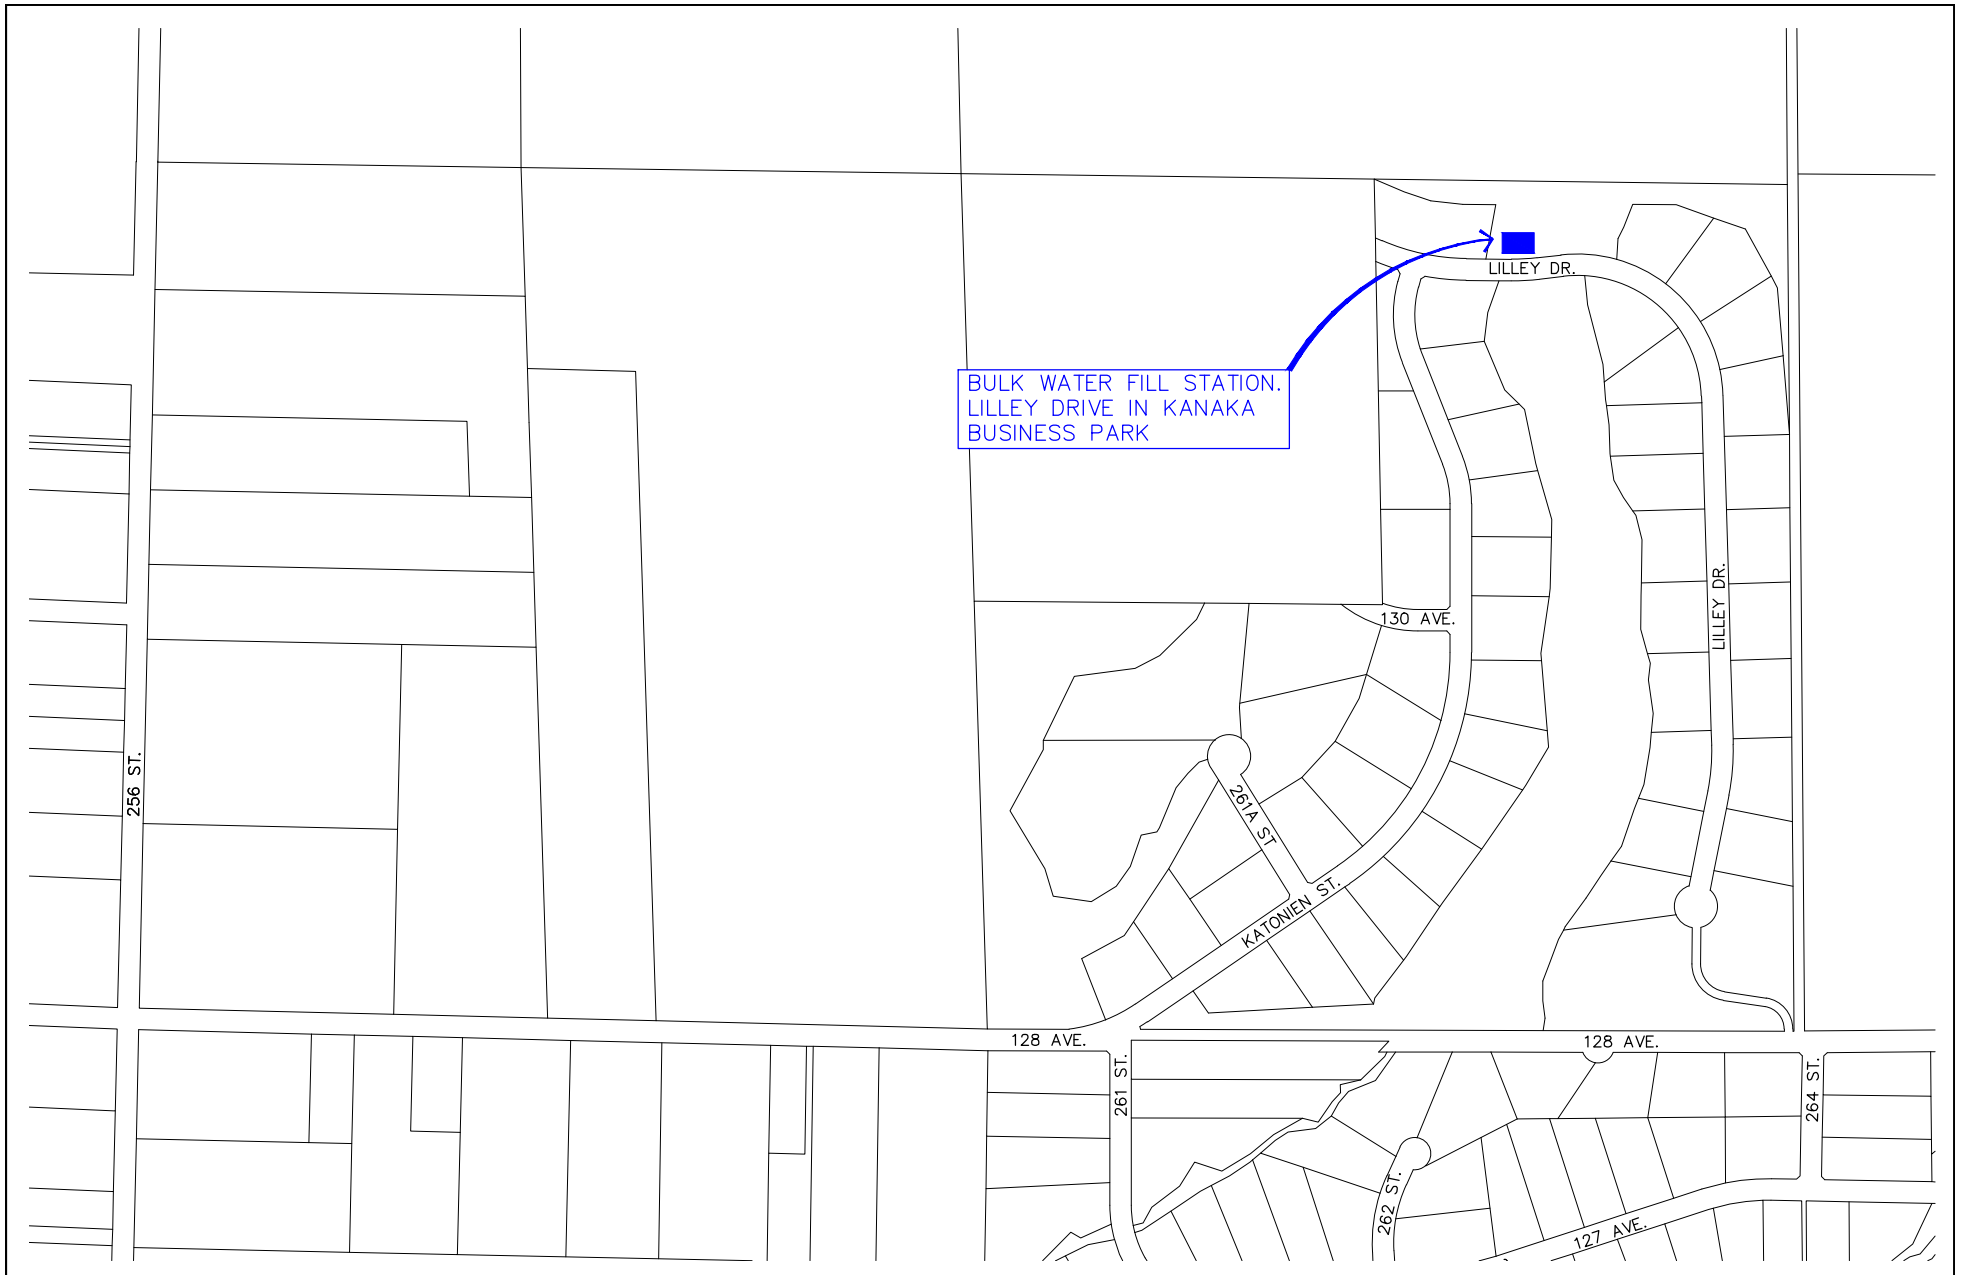 LILLEY DR.
BULK WATER FILL STATION.
LILLEY DRIVE IN KANAKA
BUSINESS PARK
LILLEY DR.
130 AVE.
256 ST.
261A ST
KATONIEN ST.
128 AVE.
128 AVE.
261 ST.
264 ST.
262 ST.
127 AVE.